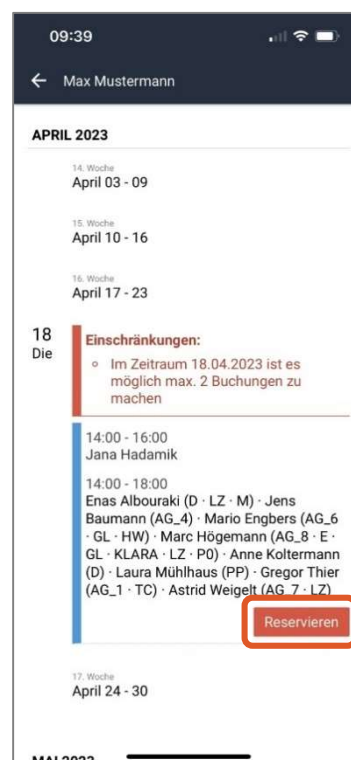 09:39
Max Mustermann
APRIL 2023
14. Woche
April 03 - 09
15. Woche
April 10 - 16
16. Woche
April 17 - 23
18
Die
Einschränkungen:
Im Zeitraum 18.04.2023 ist es
möglich max. 2 Buchungen zu
machen
14:00 - 16:00
Jana Hadamik
14:00 - 18:00
Enas Albouraki (D · LZ · M) · Jens
Baumann (AG_4) · Mario Engbers (AG_6
· GL · HW) · Marc Högemann (AG_8 · E ·
GL · KLARA · LZ · P0) · Anne Koltermann
(D) · Laura Mühlhaus (PP) · Gregor Thier
(AG_1 · TC) · Astrid Weigelt (AG_7 · LZ)
Reservieren
17. Woche
April 24 - 30
MAI 2023